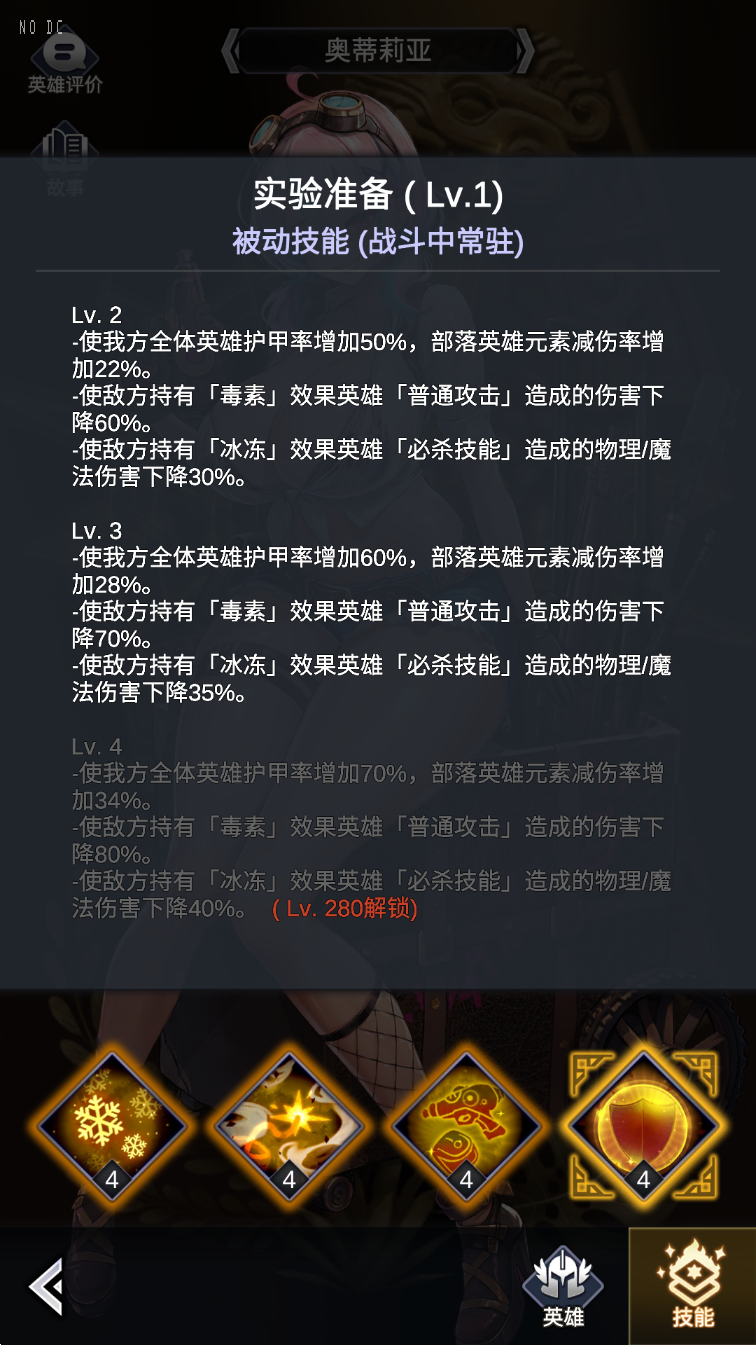 NO DC
奥蒂莉亚
英雄评价
故事
实验准备 ( Lv.1)
被动技能 (战斗中常驻)
Lv. 2
-使我方全体英雄护甲率增加50%，部落英雄元素减伤率增
加22%。
-使敌方持有「毒素」效果英雄「普通攻击」造成的伤害下
降60%。
-使敌方持有「冰冻」效果英雄「必杀技能」造成的物理/魔
法伤害下降30%。
Lv. 3
-使我方全体英雄护甲率增加60%，部落英雄元素减伤率增
加28%。
-使敌方持有「毒素」效果英雄「普通攻击」造成的伤害下
降70%。
-使敌方持有「冰冻」效果英雄「必杀技能」造成的物理/魔
法伤害下降35%。
Lv. 4
-使我方全体英雄护甲率增加70%，部落英雄元素减伤率增
加34%。
-使敌方持有「毒素」效果英雄「普通攻击」造成的伤害下
降80%。
-使敌方持有「冰冻」效果英雄「必杀技能」造成的物理/魔
法伤害下降40%。 ( Lv. 280解锁)
4
4
4
4
英雄
技能